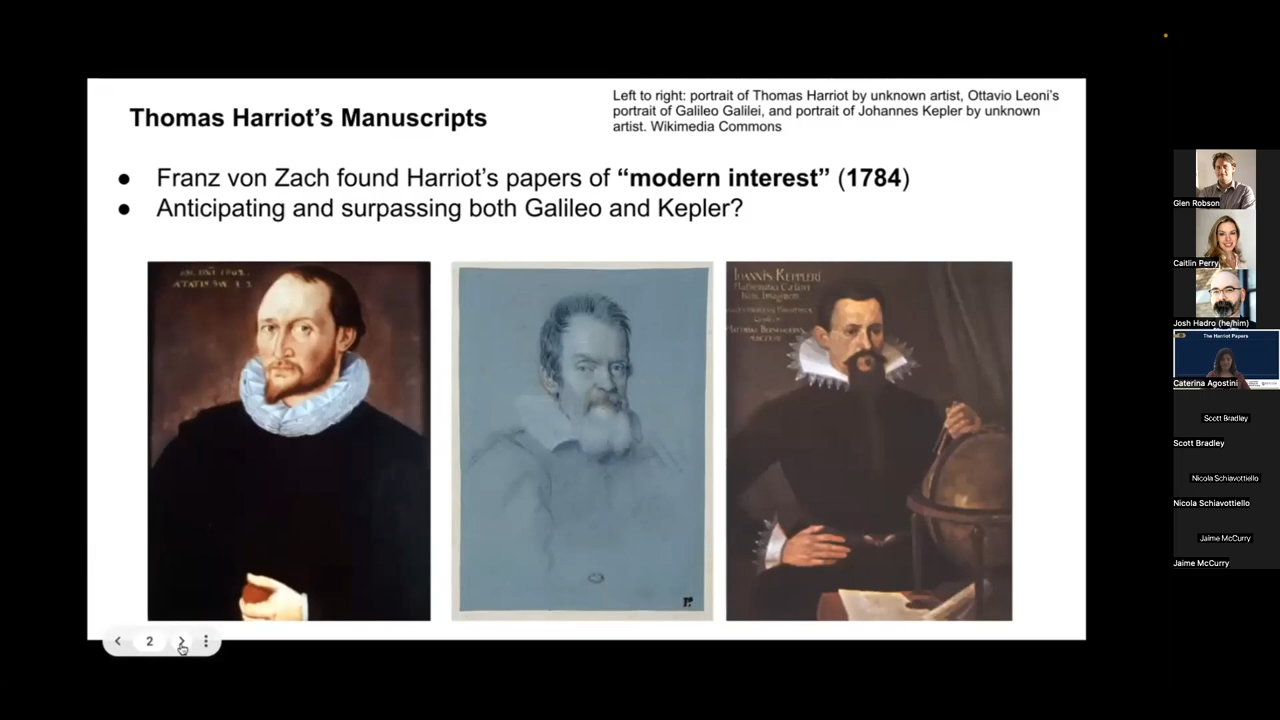 Thomas Harriot’s Manuscripts
Left to right: portrait of Thomas Harriot by unknown artist, Ottavio Leoni’s
portrait of Galileo Galilei, and portrait of Johannes Kepler by unknown
artist. Wikimedia Commons
● Franz von Zach found Harriot’s papers of “modern interest” (1784)
● Anticipating and surpassing both Galileo and Kepler?
IOANNIS KEPPLERI
2
Glen Robson
Caitlin Perry
Josh Hadro (he/him)
The Harriot Papers
Caterina Agostini
Scott Bradley
Scott Bradley
Nicola Schiavottiello
Nicola Schiavottiello
Jaime McCurry
Jaime McCurry